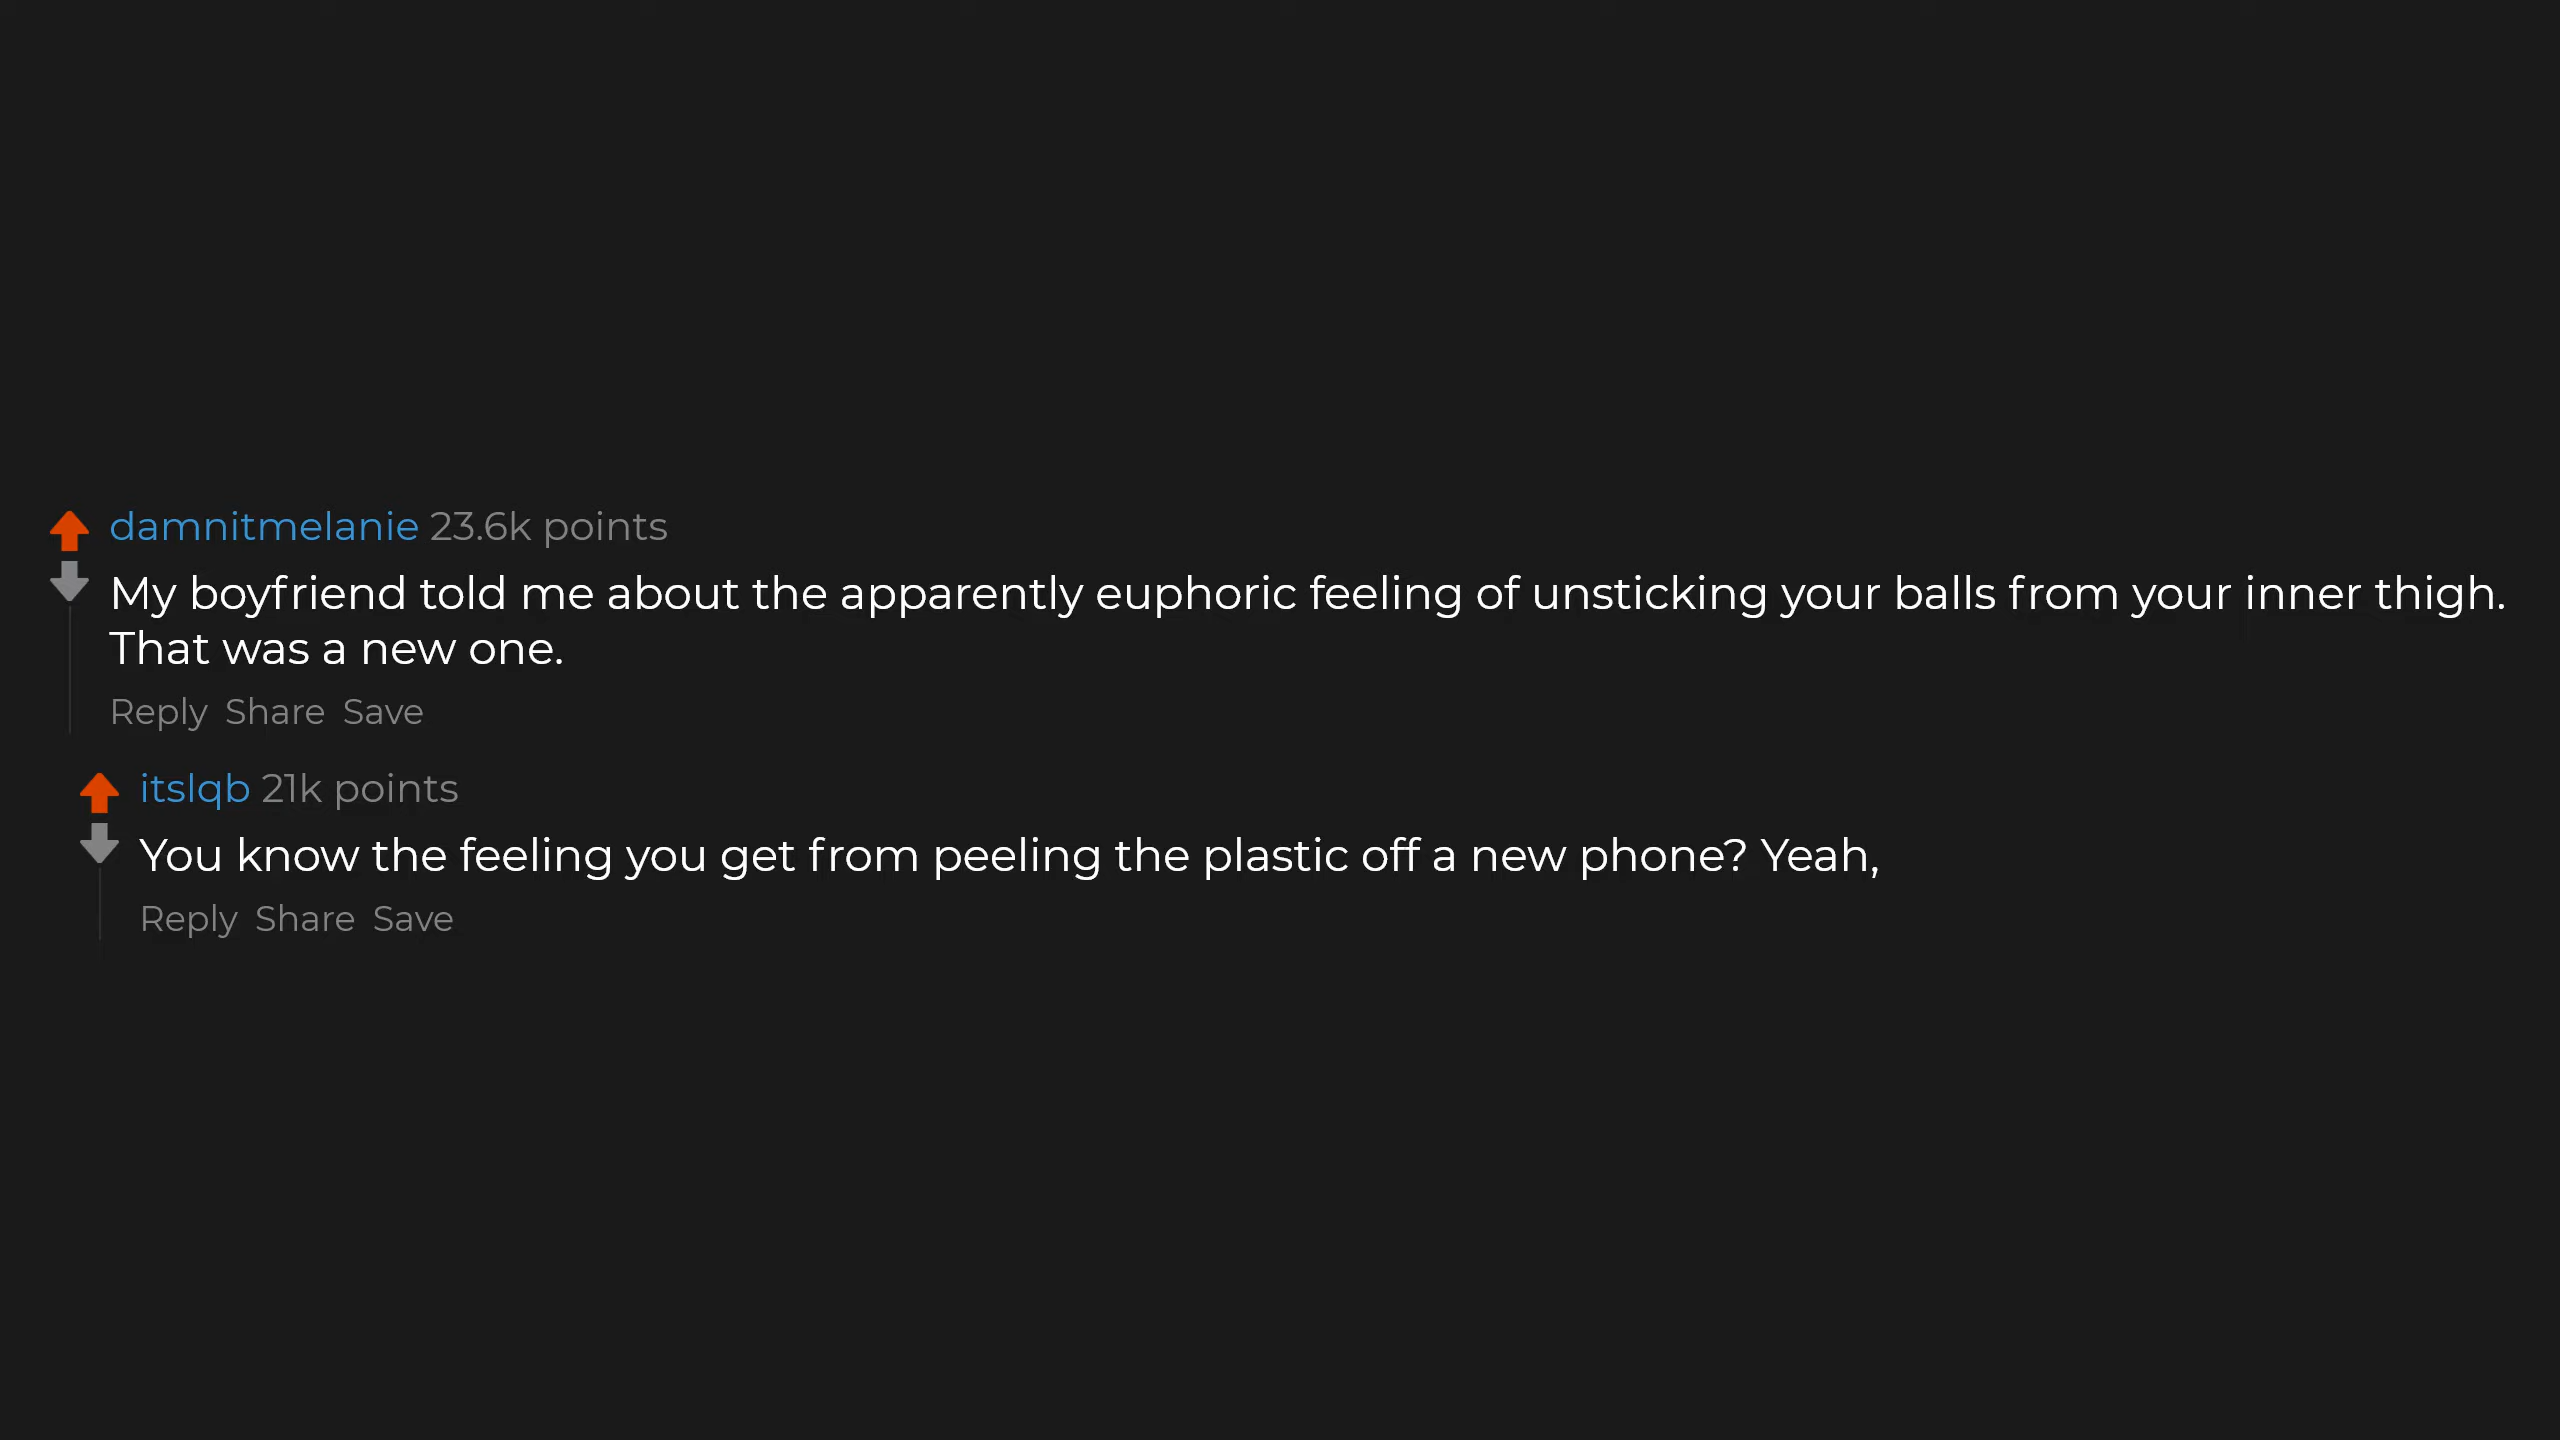 damnitmelanie 23.6k points
My boyfriend told me about the apparently euphoric feeling of unsticking your balls from your inner thigh.
That was a new one.
Reply Share Save
itslqb 21k points
You know the feeling you get from peeling the plastic off a new phone? Yeah,
Reply Share Save